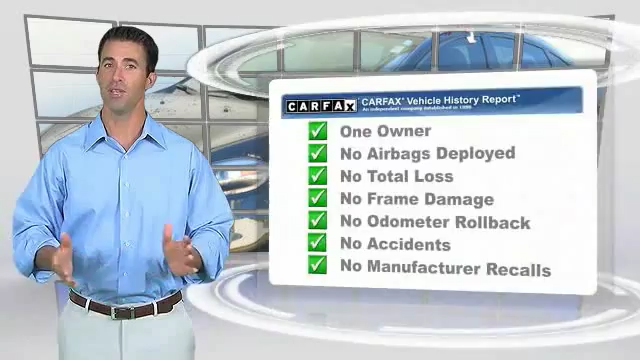 CARFAX
CARFAX® Vehicle History Report™
An independent company established in 1986
One Owner
No Airbags Deployed
No Total Loss
No Frame Damage
No Odometer Rollback
No Accidents
No Manufacturer Recalls